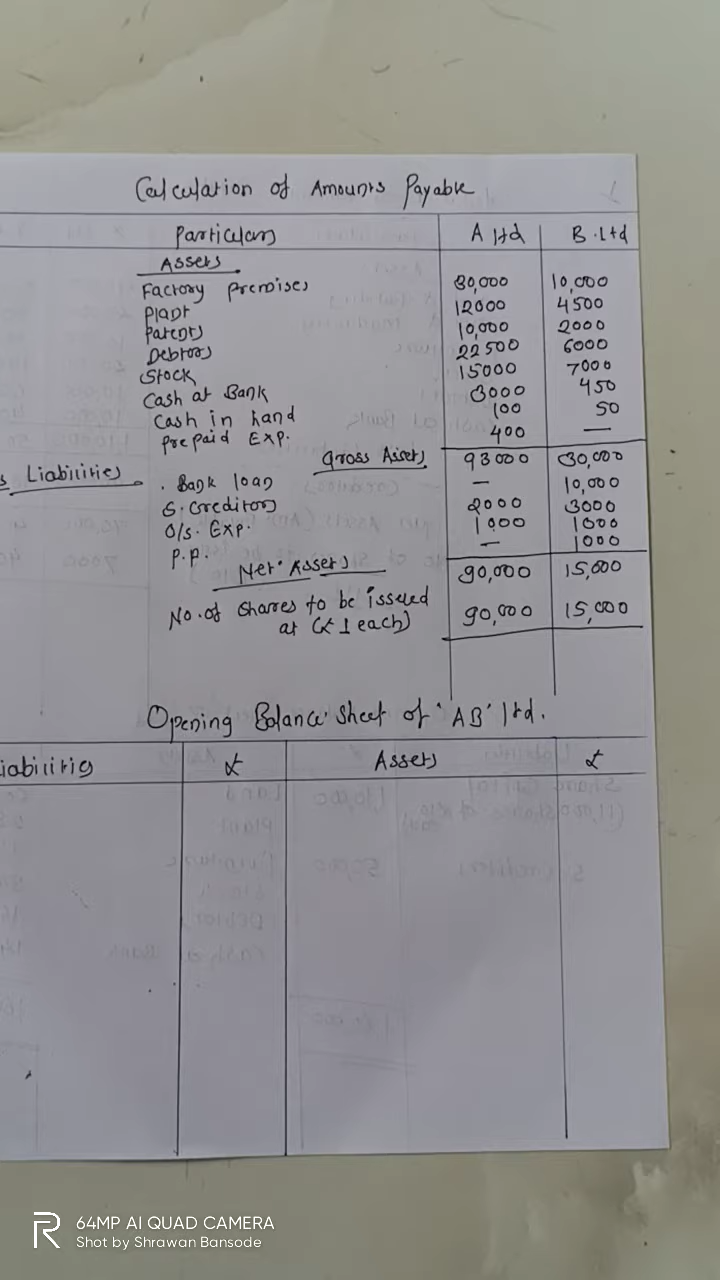 Calculation of Amounts Payable
Particulars A ltd B. Ltd
Assets
Factory premises 30,000 10,000
Plant 12000 4500
Patents 10,000 2000
Debtors 22500 6000
Stock 15000 7000
Cash at Bank 3000 450
Cash in hand 100 50
Prepaid Exp. 400 —
Gross Assets 93000 30,000
s Liabilities
. Bank loan — 10,000
S. Creditors 2000 3000
O/s. Exp. 1000 1000
P.P. — 1000
Net. Assets 90,000 15,000
No. of Shares to be issued
at (£ 1 each) 90,000 15,000
Opening Balance Sheet of 'AB' ltd.
iabilities £ Assets £
64MP AI QUAD CAMERA
Shot by Shrawan Bansode